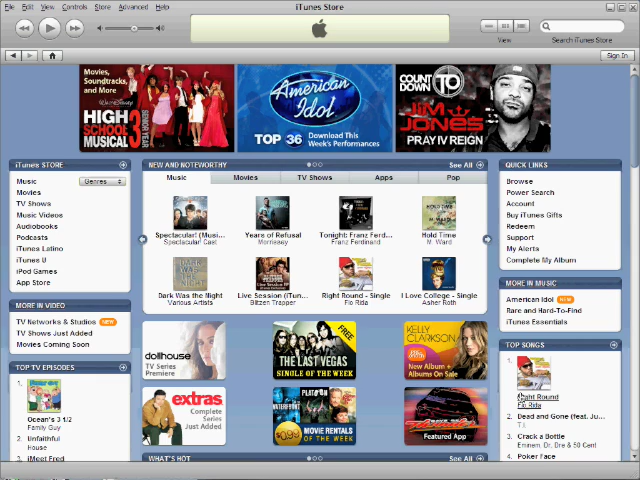 File Edit View Controls Store Advanced Help
iTunes Store
View
Search iTunes Store
Sign In
Movies,
Soundtracks,
and More
Walt Disney
HIGH
SCHOOL
MUSICAL 3
SENIOR YEAR
AMERICAN
IDOL
TOP 36
Download This
Week's Performances
COUNT
DOWN TO
JIM
JONES
PRAY IV REIGN
iTunes STORE
Music
Genres
Movies
TV Shows
Music Videos
Audiobooks
Podcasts
iTunes Latino
iTunes U
iPod Games
App Store
MORE IN VIDEO
TV Networks & Studios NEW
TV Shows Just Added
Movies Coming Soon
TOP TV EPISODES
1.
Ocean's 3 1/2
Family Guy
2. Unfaithful
House
3. iMeet Fred
NEW AND NOTEWORTHY
See All
Music Movies TV Shows Apps Pop
Spectacular! (Musi...
Spectacular! Cast
Years of Refusal
Morrissey
Tonight: Franz Ferd...
Franz Ferdinand
Hold Time
M. Ward
Dark Was the Night
Various Artists
Live Session (iTun...
Blitzen Trapper
Right Round - Single
Flo Rida
I Love College - Single
Asher Roth
dollhouse
TV Series
Premiere
FREE
THE LAST VEGAS
SINGLE OF THE WEEK
KELLY
CLARKSON
New Album +
Albums On Sale
extras
Complete
Series
Just Added
WATERFRONT
PLATOON
$0.99
MOVIE RENTALS
OF THE WEEK
Featured App
WHAT'S HOT
See All
QUICK LINKS
Browse
Power Search
Account
Buy iTunes Gifts
Redeem
Support
My Alerts
Complete My Album
MORE IN MUSIC
American Idol NEW
Rare and Hard-To-Find
iTunes Essentials
TOP SONGS
1.
Right Round
Flo Rida
2. Dead and Gone (feat. Ju...
T.I.
3. Crack a Bottle
Eminem, Dr. Dre & 50 Cent
4. Poker Face